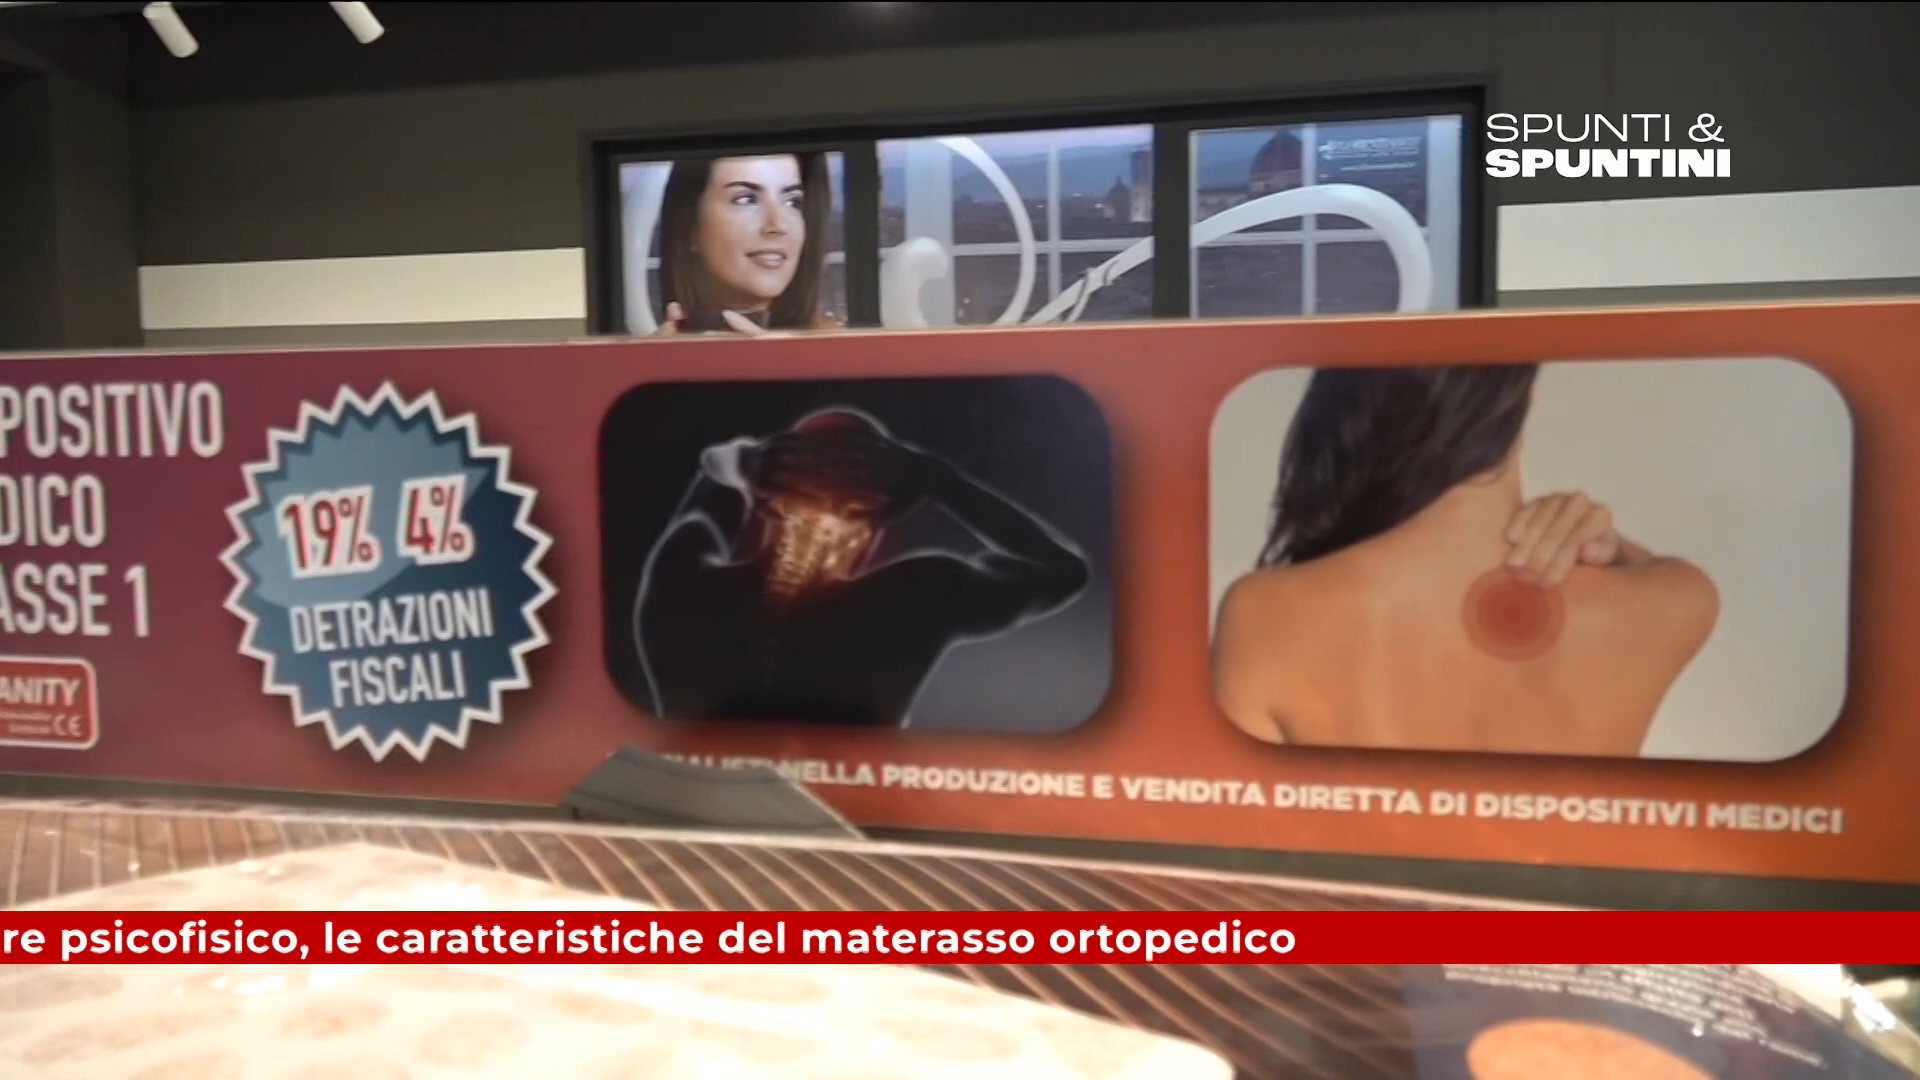 SPUNTI &
SPUNTINI
POSITIVO
DICO
ASSE 1
ANITY
CE
19% 4%
DETRAZIONI
FISCALI
NELLA PRODUZIONE E VENDITA DIRETTA DI DISPOSITIVI MEDICI
re psicofisico, le caratteristiche del materasso ortopedico